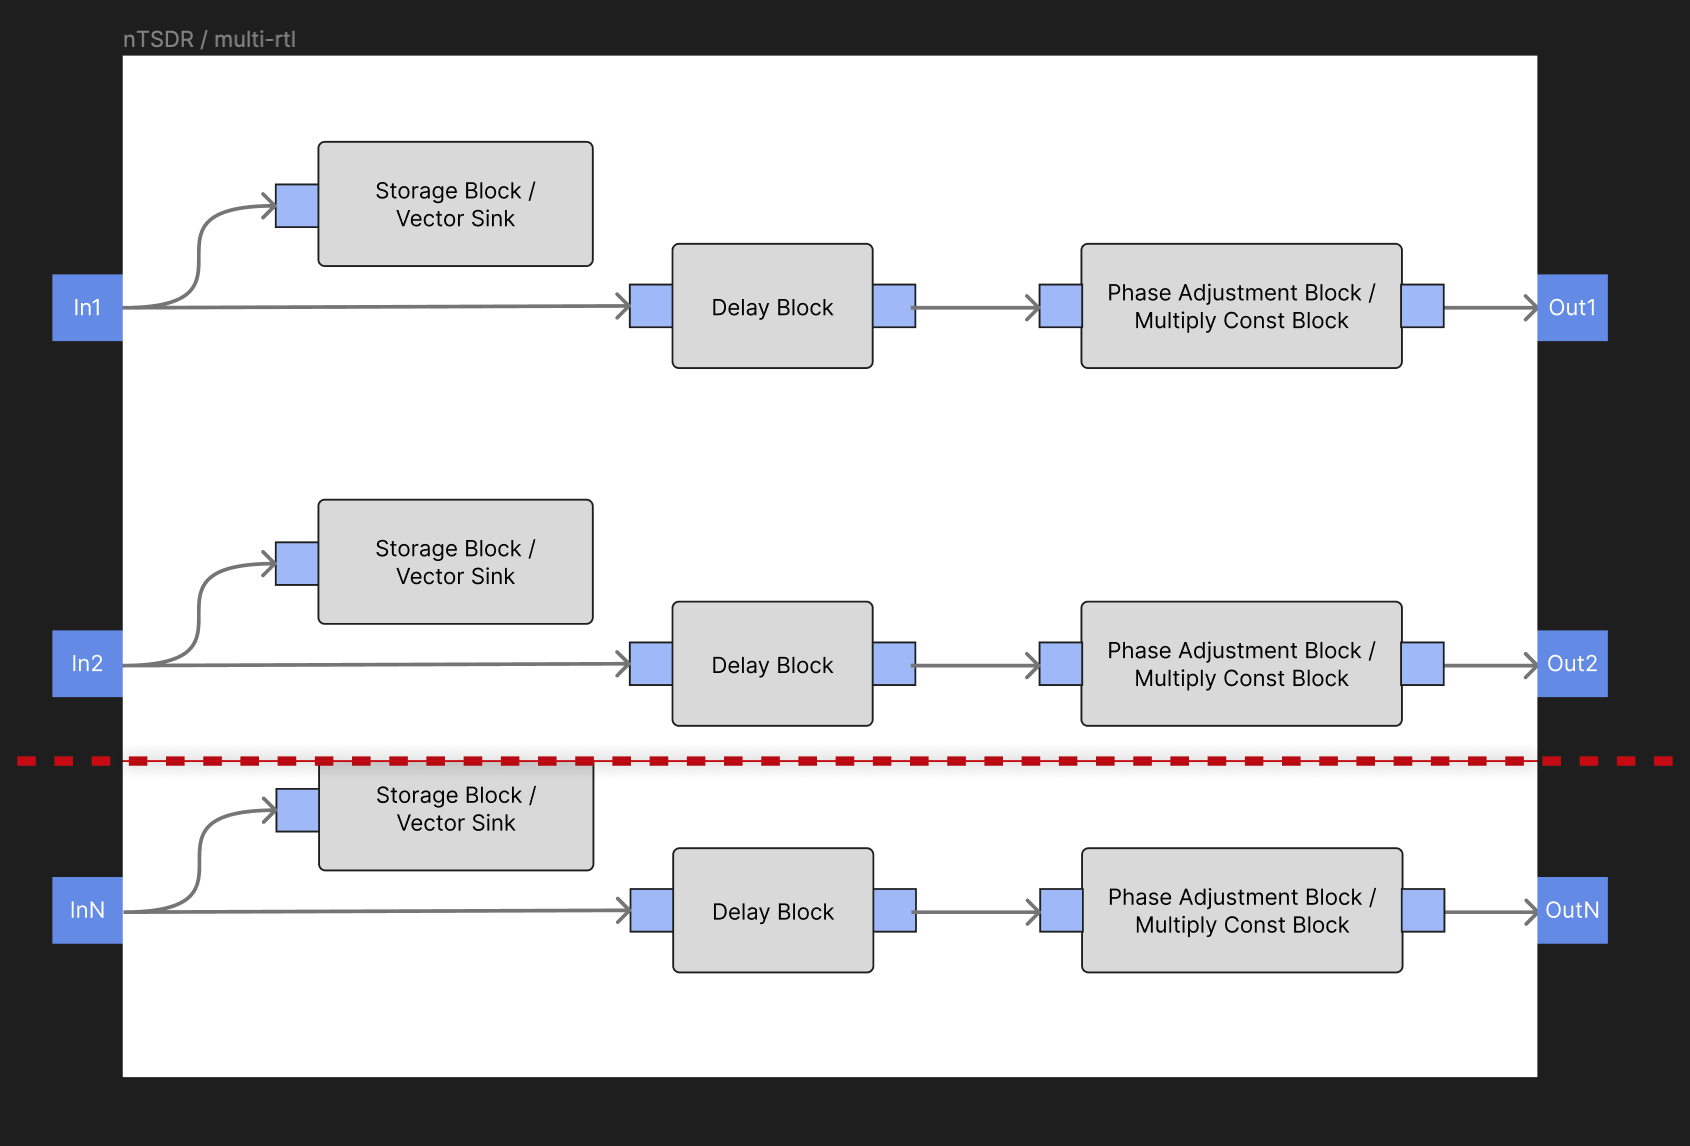 nTSDR / multi-rtl
Storage Block /
Vector Sink
In1
Delay Block
Phase Adjustment Block /
Multiply Const Block
Out1
Storage Block /
Vector Sink
In2
Delay Block
Phase Adjustment Block /
Multiply Const Block
Out2
Storage Block /
Vector Sink
InN
Delay Block
Phase Adjustment Block /
Multiply Const Block
OutN